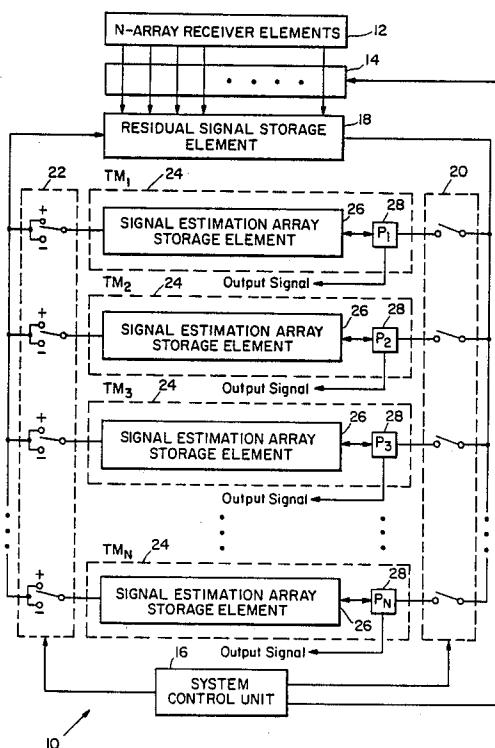 N-ARRAY RECEIVER ELEMENTS 12
14
RESIDUAL SIGNAL STORAGE ELEMENT 18
22 TM1 24 20
+ SIGNAL ESTIMATION ARRAY STORAGE ELEMENT 26 28 P1
−
Output Signal
TM2 24
+ SIGNAL ESTIMATION ARRAY STORAGE ELEMENT 26 28 P2
−
Output Signal
TM3 24
+ SIGNAL ESTIMATION ARRAY STORAGE ELEMENT 26 28 P3
−
Output Signal
TMN 24
+ SIGNAL ESTIMATION ARRAY STORAGE ELEMENT 26 28 PN
−
Output Signal
16
SYSTEM CONTROL UNIT
10